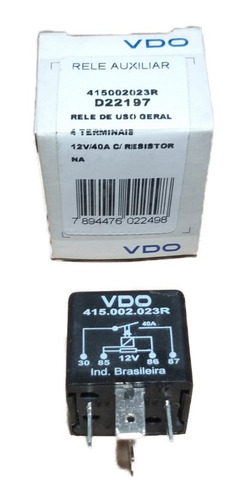 VDO
RELE AUXILIAR
415002023R
D22197
RELE DE USO GERAL
4 TERMINAIS
12V/40A C/ RESISTOR
NA
7 894476 022498
VDO
VDO
415.002.023R
40A
30 85 86 87
12V
Ind. Brasileira